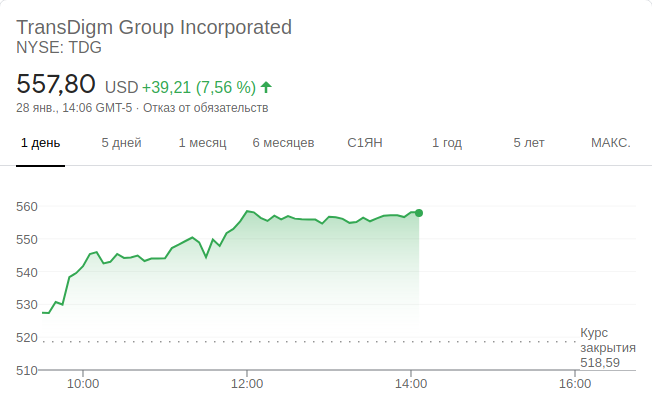 TransDigm Group Incorporated
NYSE: TDG
557,80 USD +39,21 (7,56 %)
28 янв., 14:06 GMT-5 · Отказ от обязательств
1 день 5 дней 1 месяц 6 месяцев С1ЯН 1 год 5 лет МАКС.
560
550
540
530
520
510
Курс
закрытия
518,59
10:00 12:00 14:00 16:00